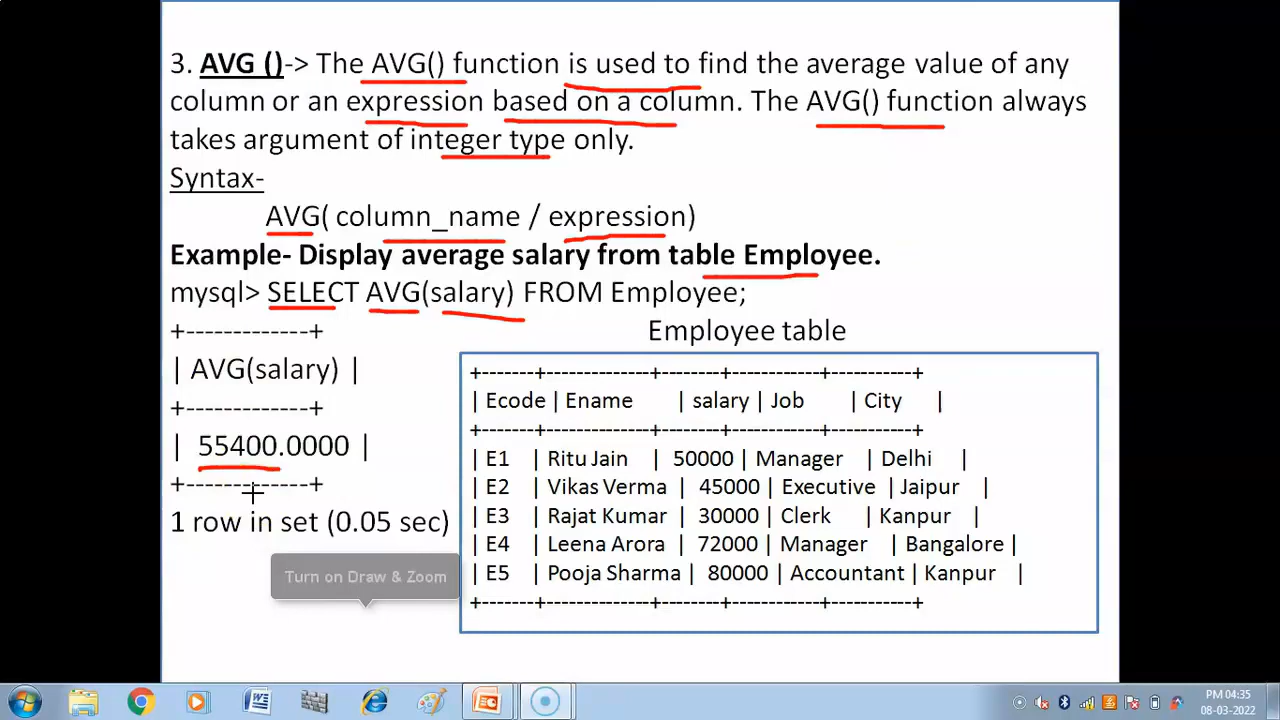 3. AVG ()-> The AVG() function is used to find the average value of any
column or an expression based on a column. The AVG() function always
takes argument of integer type only.
Syntax-
AVG( column_name / expression)
Example- Display average salary from table Employee.
mysql> SELECT AVG(salary) FROM Employee;
+-------------+
| AVG(salary) |
+-------------+
| 55400.0000 |
+-------------+
1 row in set (0.05 sec)
Turn on Draw & Zoom
Employee table
+-------+-------------+-------+-----------+-----------+
| Ecode | Ename | salary | Job | City |
+-------+-------------+-------+-----------+-----------+
| E1 | Ritu Jain | 50000 | Manager | Delhi |
| E2 | Vikas Verma | 45000 | Executive | Jaipur |
| E3 | Rajat Kumar | 30000 | Clerk | Kanpur |
| E4 | Leena Arora | 72000 | Manager | Bangalore |
| E5 | Pooja Sharma | 80000 | Accountant | Kanpur |
+-------+-------------+-------+-----------+-----------+
PM 04:35
08-03-2022